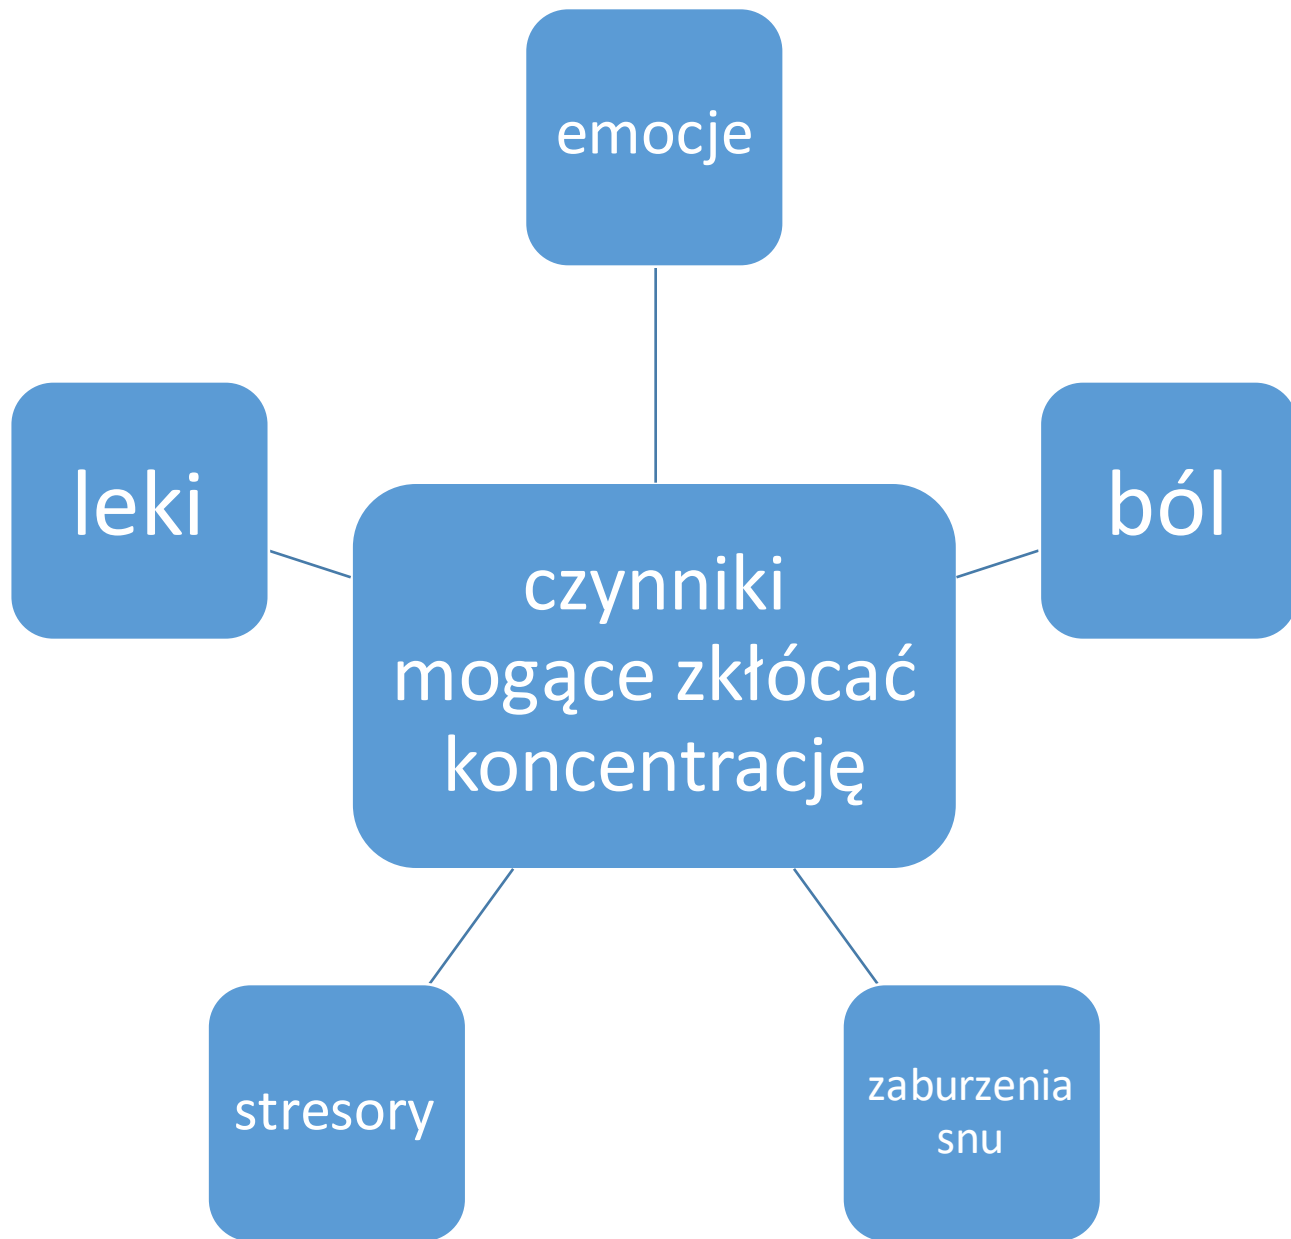 emocje
leki
ból
czynniki
mogące zkłócać
koncentrację
stresory
zaburzenia
snu